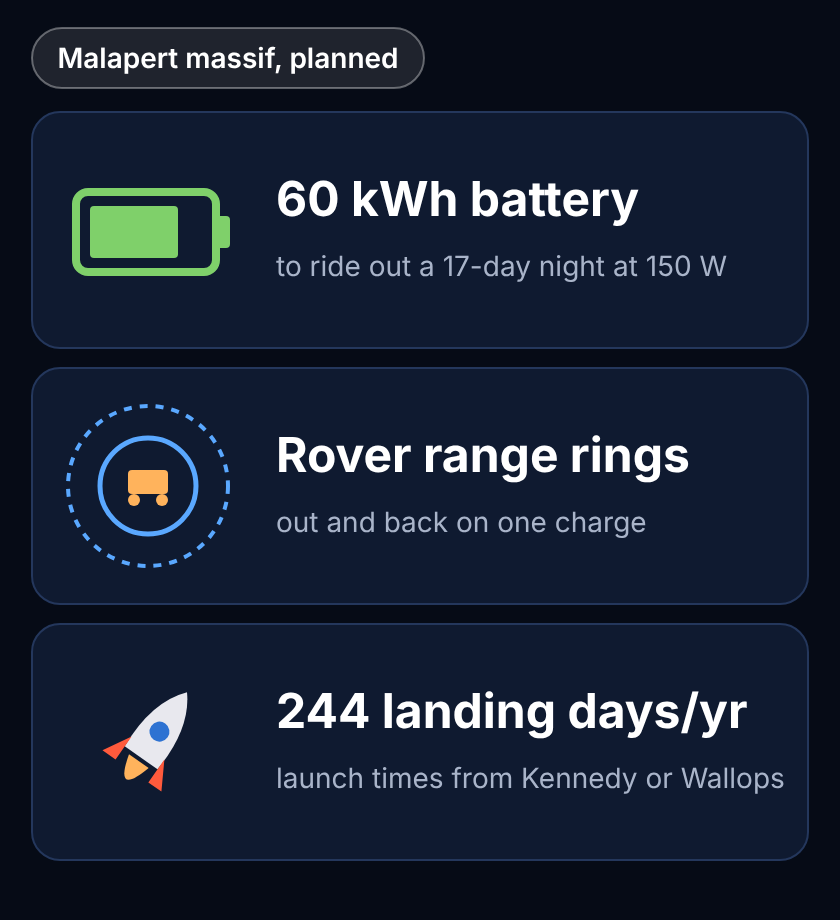 Malapert massif, planned
60 kWh battery
to ride out a 17-day night at 150 W
Rover range rings
out and back on one charge
244 landing days/yr
launch times from Kennedy or Wallops